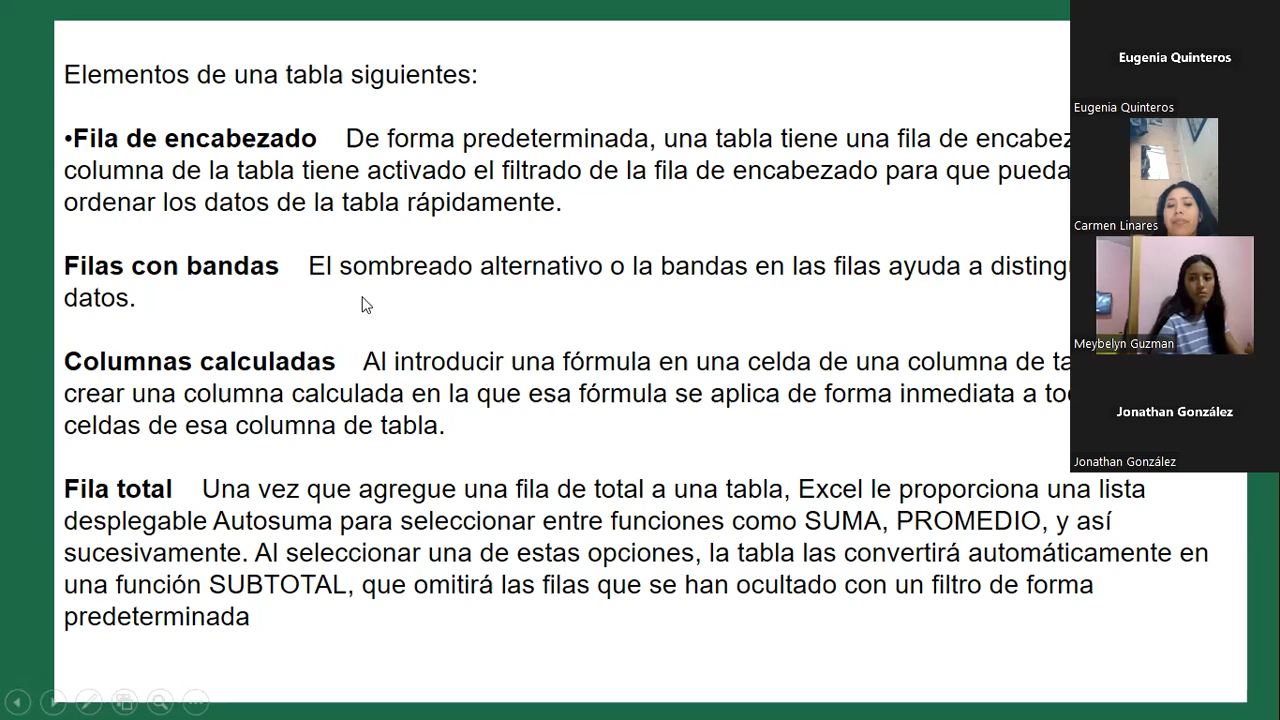 Elementos de una tabla siguientes:
•Fila de encabezado De forma predeterminada, una tabla tiene una fila de encabez
columna de la tabla tiene activado el filtrado de la fila de encabezado para que pueda
ordenar los datos de la tabla rápidamente.
Filas con bandas El sombreado alternativo o la bandas en las filas ayuda a disting
datos.
Columnas calculadas Al introducir una fórmula en una celda de una columna de ta
crear una columna calculada en la que esa fórmula se aplica de forma inmediata a to
celdas de esa columna de tabla.
Fila total Una vez que agregue una fila de total a una tabla, Excel le proporciona una lista
desplegable Autosuma para seleccionar entre funciones como SUMA, PROMEDIO, y así
sucesivamente. Al seleccionar una de estas opciones, la tabla las convertirá automáticamente en
una función SUBTOTAL, que omitirá las filas que se han ocultado con un filtro de forma
predeterminada
Eugenia Quinteros
Eugenia Quinteros
Carmen Linares
Meybelyn Guzman
Jonathan González
Jonathan González